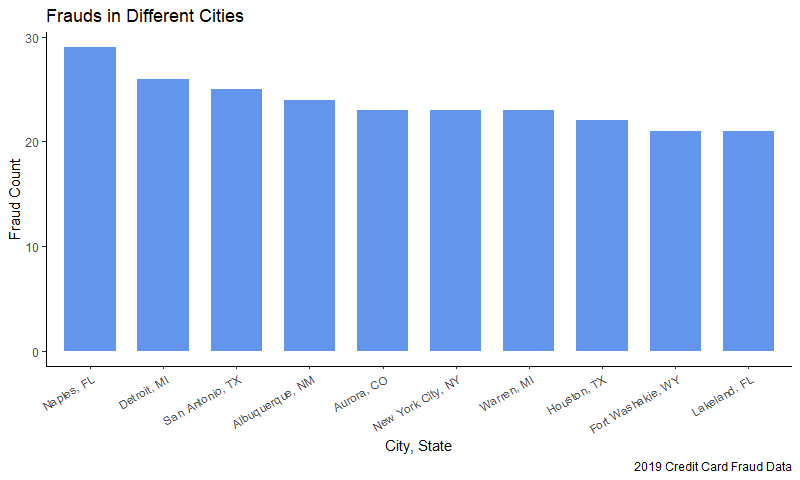 Frauds in Different Cities
Fraud Count
30
20
10
0
Naples, FL
Detroit, MI
San Antonio, TX
Albuquerque, NM
Aurora, CO
New York City, NY
Warren, MI
Houston, TX
Fort Washakie, WY
Lakeland, FL
City, State
2019 Credit Card Fraud Data